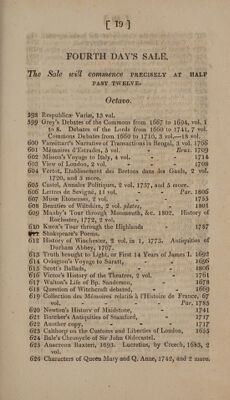 [ 19 ]
FOURTH DAY'S SALE.
The Sale will commence PRECISELY AT HALF
PAST TWELVE.
Octavo.
598 Respublicæ Variæ, 13 vol.
599 Grey's Debates of the Commons from 1667 to 1694, vol. 1
to 8. Debates of the Lords from 1660 to 1741, 7 vol.
Commons Debates from 1680 to 1710, 3 vol.—18 vol.
600 Vansittart's Narrative of Transactions in Bengal, 3 vol. 1766
601 Mémoires d'Estrades, 5 vol. - Brux. 1709
602 Misson's Voyage to Italy, 4 vol. - - 1714
603 View of London, 2 vol. - - 1708
604 Vertot, Etablissement des Bretons dans les Gauls, 2 vol.
1720, and 3 more
605 Castel, Annales Politiques, 2 vol. 1757, and 5 more.
606 Lettres de Sevigné, 11 vol. - - Par. 1806
607 Musæ Etonenses, 2 vol. - - 1755
608 Beauties of Wiltshire, 2 vol. plates, - 1801
609 Manby's Tour through Monmouth, &c. 1802. History of
Rochester, 1772, 2 vol.
610 Knox's Tour through the Highlands - 1787
Shakspeare's Poems.
612 History of Winchester, 2 vol. in 1, 1773. Antiquities of
Durham Abbey, 1767.
613 Truth brought to Light, or First 14 Years of James I. 1692
614 Ovington's Voyage to Suratt, - - 1696
615 Scott's Ballads, - - - 1806
616 Victor's History of the Theatres, 2 vol. - 1761
617 Walton's Life of Bp. Sanderson, - - 1678
618 Question of Witchcraft debated, - - 1669
619 Collection des Mémoires relatifs à l'Histoire de France, 67
vol. - - - Par. 1785
620 Newton's History of Maidstone, - - 1741
621 Butcher's Antiquities of Stamford, - 1717
622 Another copy, - - - 1717
623 Calthorp on the Customs and Liberties of London, 1695
624 Bale's Chronycle of Sir John Oldecastel.
625 Anacreon Baxteri, 1695. Lucretius, by Creech, 1683, 2
vol.
626 Characters of Queen Mary and Q. Anne, 1742, and 2 more.